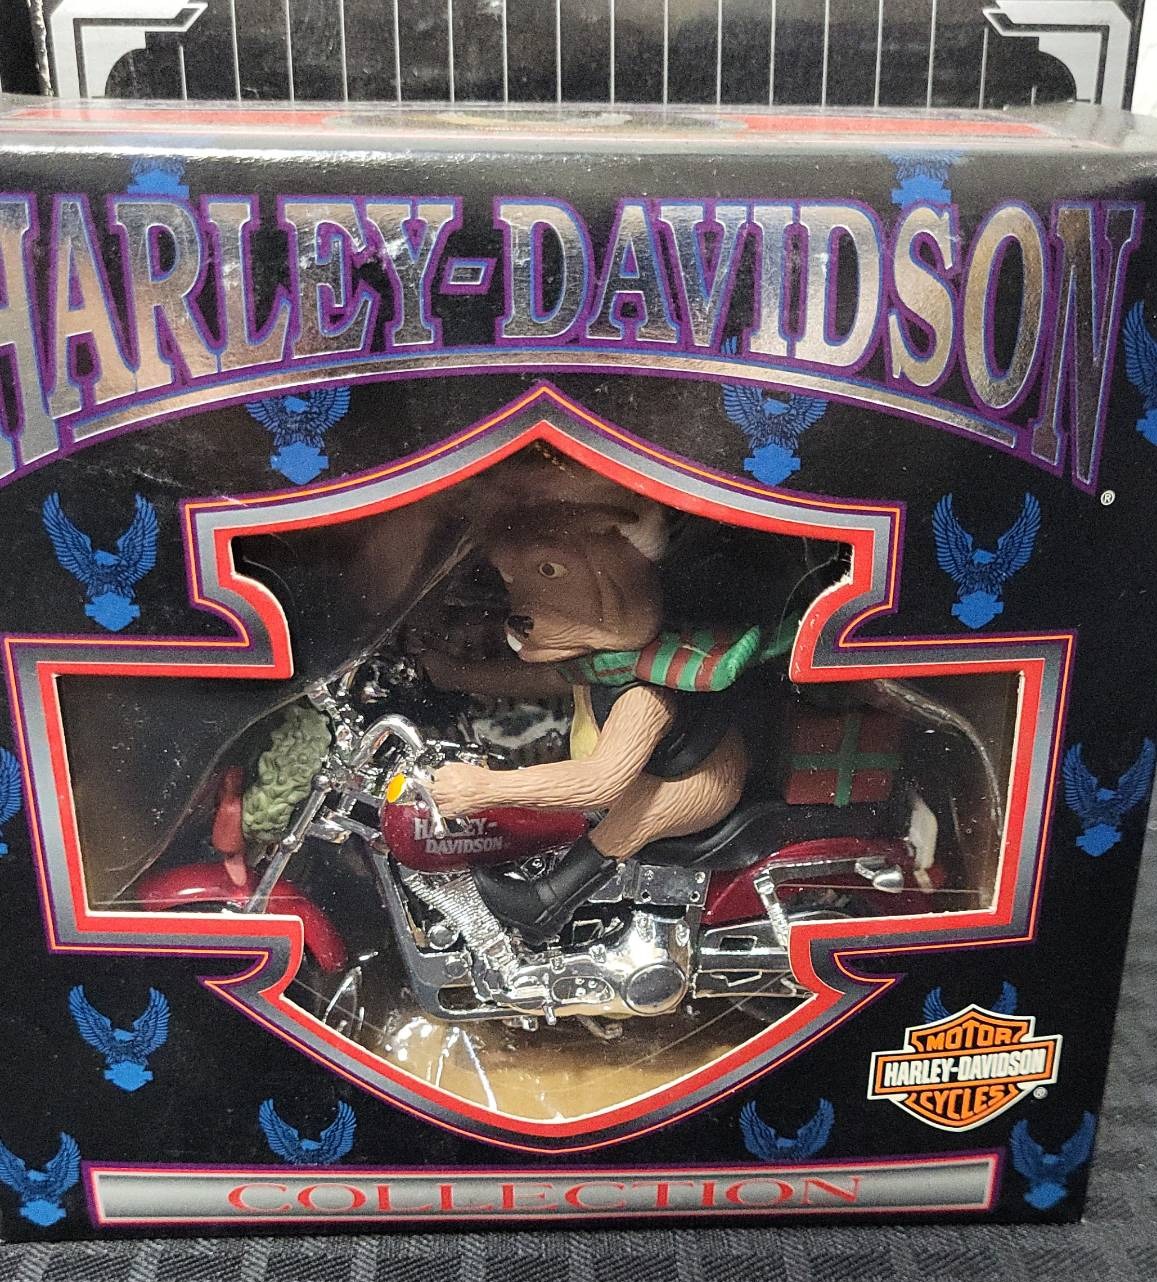 HARLEY-DAVIDSON
®
HARLEY-
DAVIDSON
MOTOR
HARLEY-DAVIDSON
CYCLES
®
COLLECTION